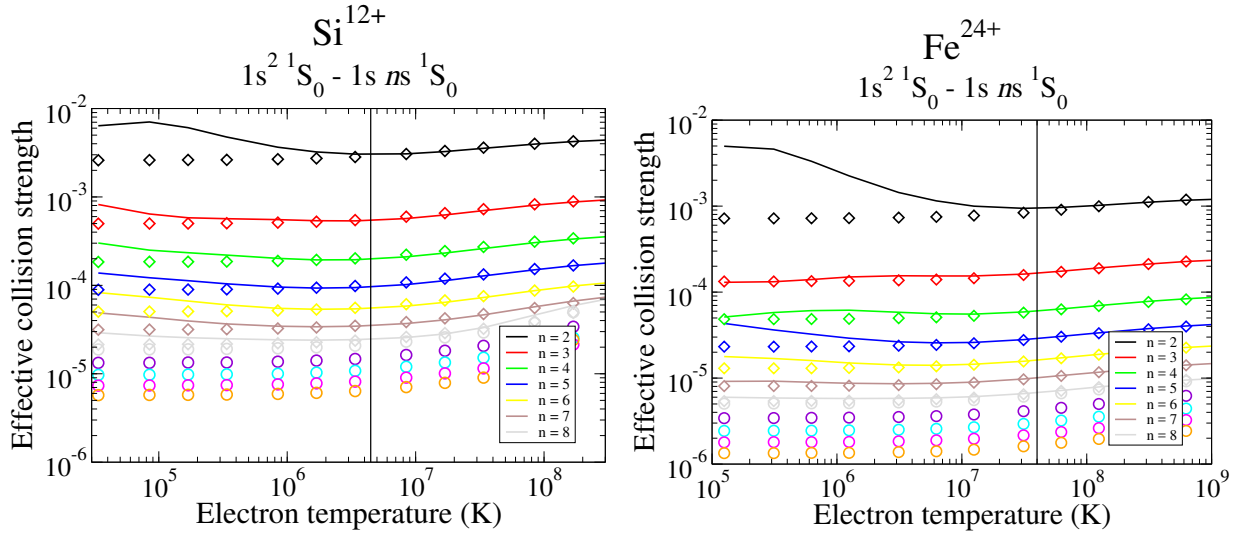 Si¹²⁺
1s² ¹S₀ - 1s ns ¹S₀
Effective collision strength
10⁻²
10⁻³
10⁻⁴
10⁻⁵
10⁻⁶
n = 2
n = 3
n = 4
n = 5
n = 6
n = 7
n = 8
10⁵ 10⁶ 10⁷ 10⁸
Electron temperature (K)
Fe²⁴⁺
1s² ¹S₀ - 1s ns ¹S₀
Effective collision strength
10⁻²
10⁻³
10⁻⁴
10⁻⁵
10⁻⁶
n = 2
n = 3
n = 4
n = 5
n = 6
n = 7
n = 8
10⁵ 10⁶ 10⁷ 10⁸ 10⁹
Electron temperature (K)